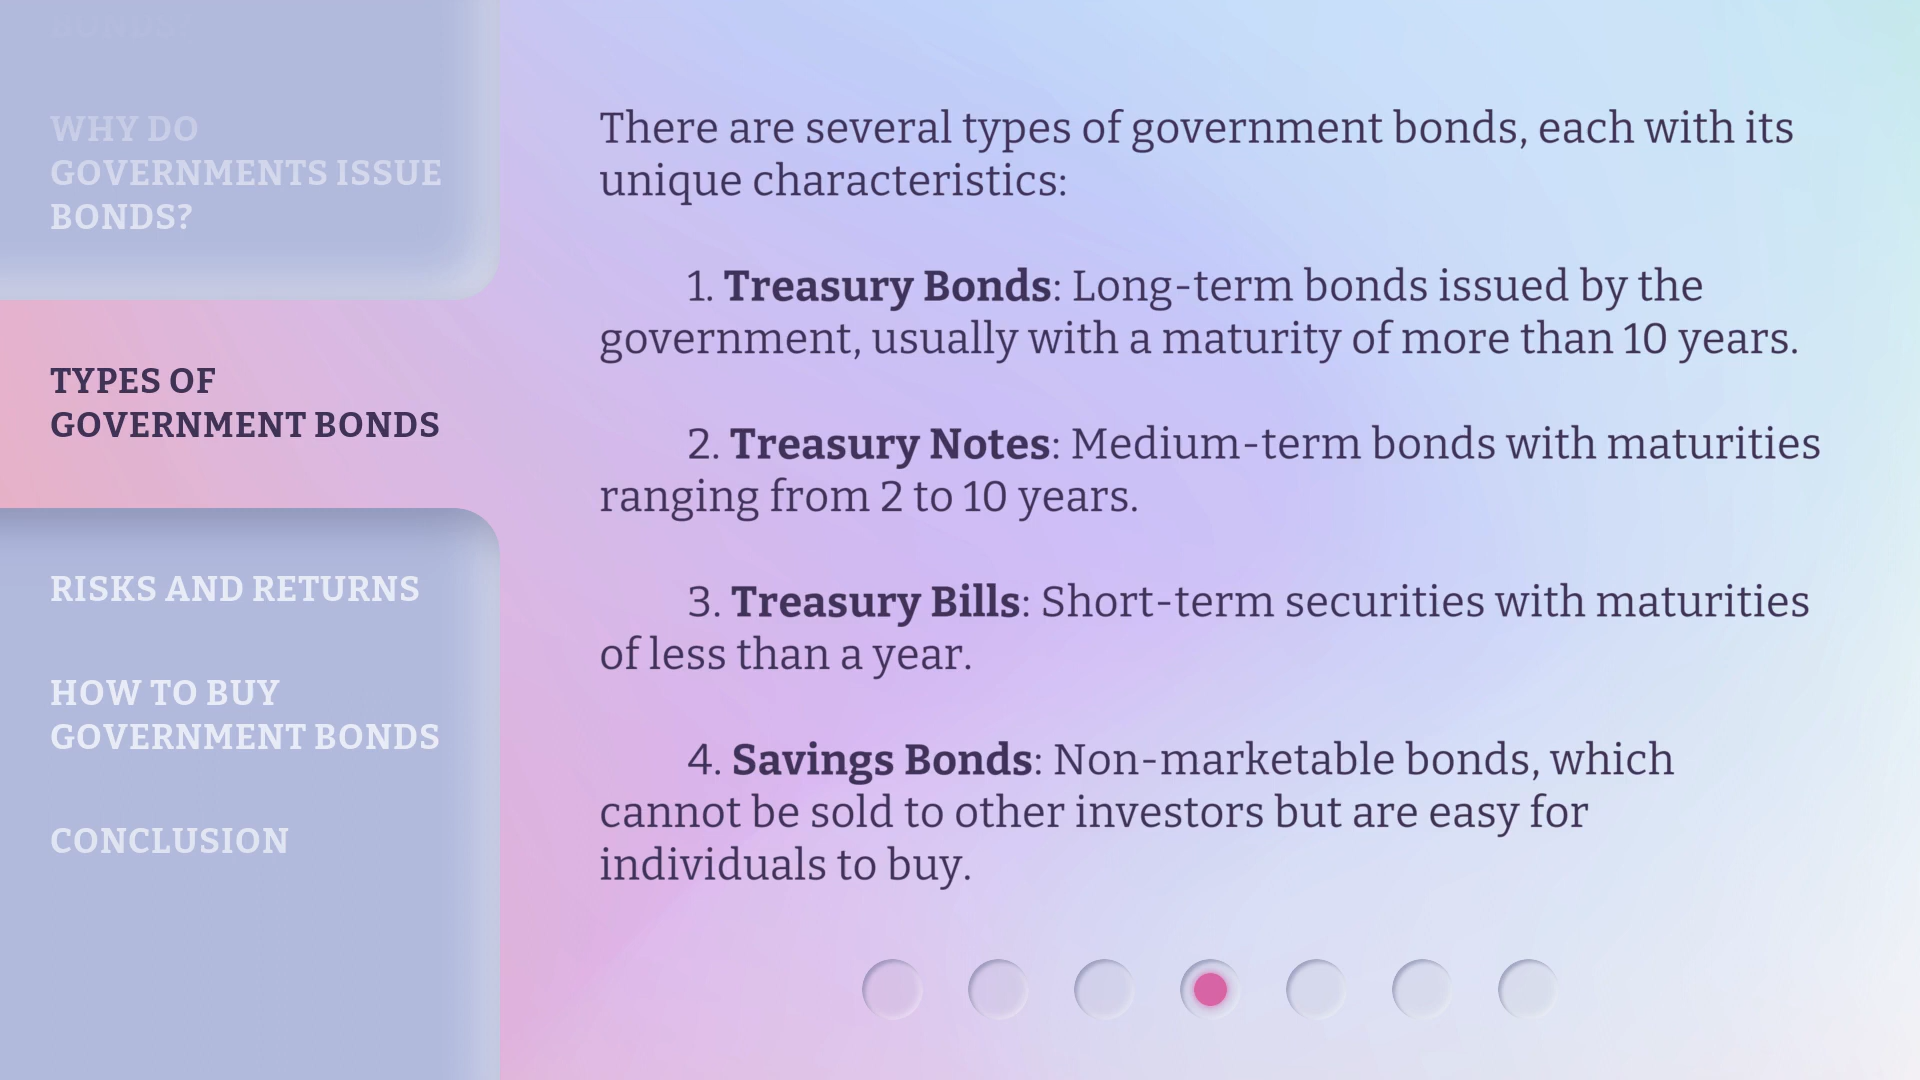 WHY DO
GOVERNMENTS ISSUE
BONDS?
TYPES OF
GOVERNMENT BONDS
RISKS AND RETURNS
HOW TO BUY
GOVERNMENT BONDS
CONCLUSION
There are several types of government bonds, each with its
unique characteristics:
1. Treasury Bonds: Long-term bonds issued by the
government, usually with a maturity of more than 10 years.
2. Treasury Notes: Medium-term bonds with maturities
ranging from 2 to 10 years.
3. Treasury Bills: Short-term securities with maturities
of less than a year.
4. Savings Bonds: Non-marketable bonds, which
cannot be sold to other investors but are easy for
individuals to buy.